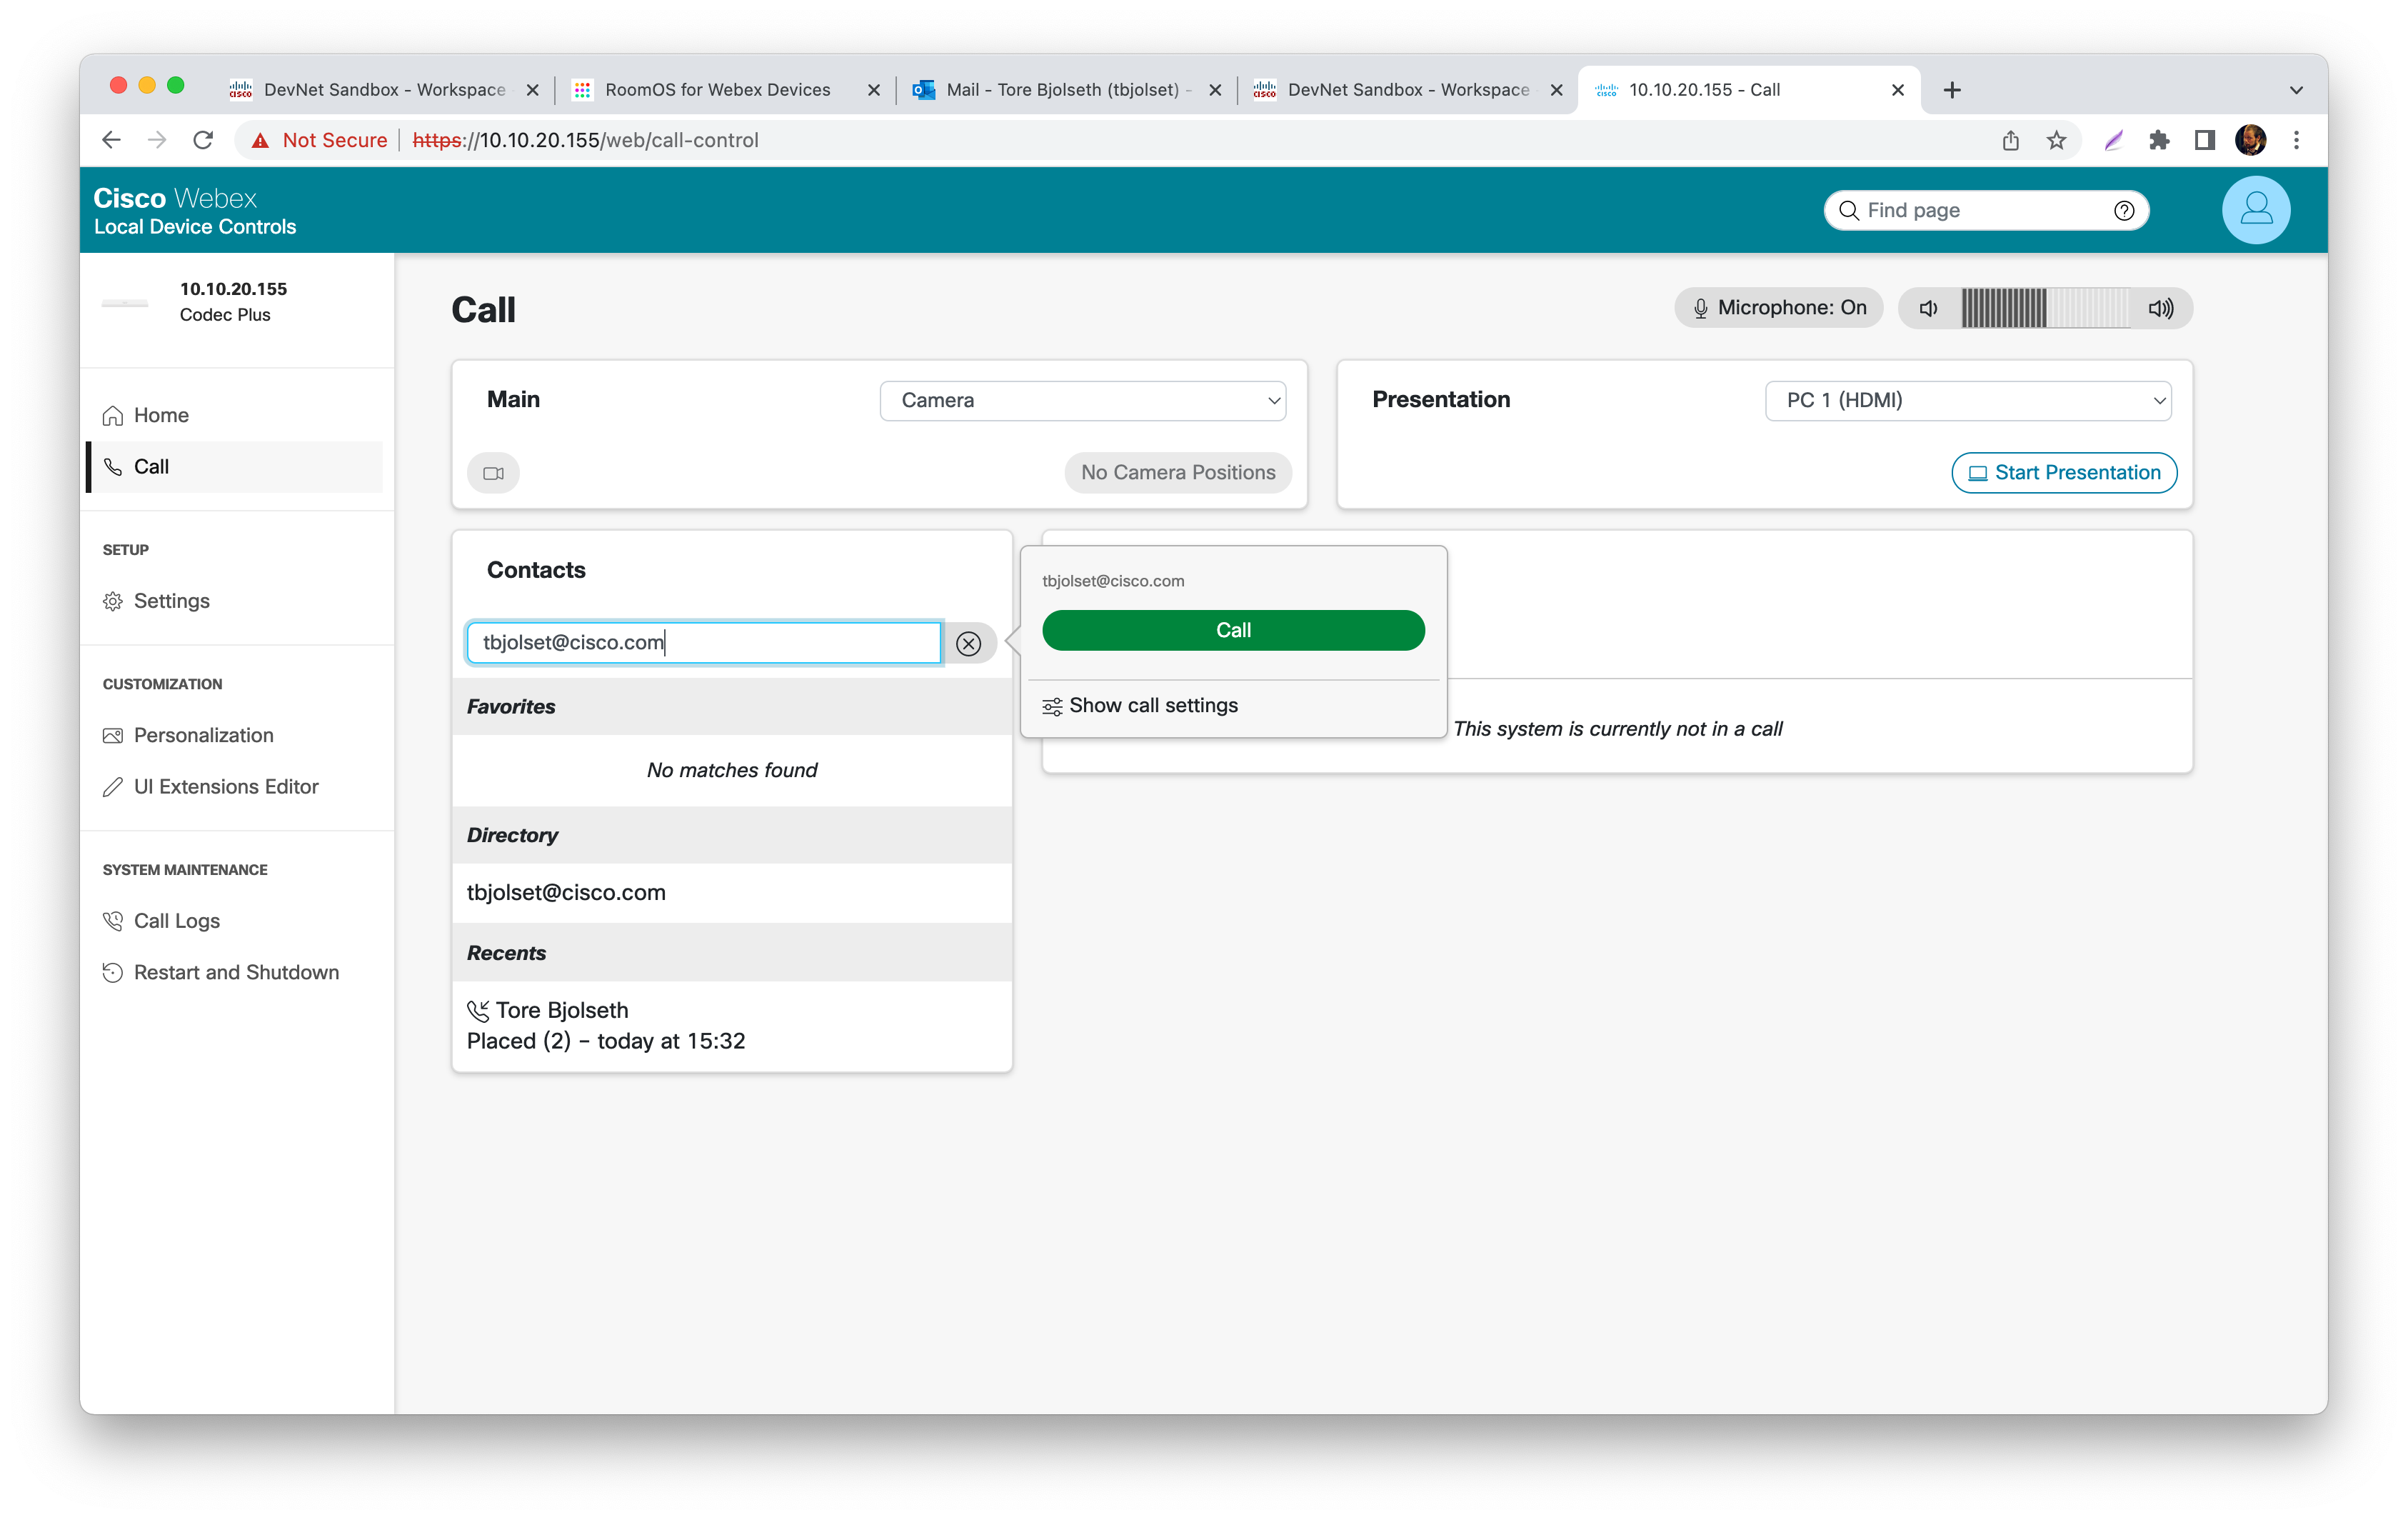 DevNet Sandbox - Workspace
RoomOS for Webex Devices
Mail - Tore Bjolseth (tbjolset) -
DevNet Sandbox - Workspace
10.10.20.155 - Call
Not Secure
https://10.10.20.155/web/call-control
Cisco Webex
Local Device Controls
Find page
10.10.20.155
Codec Plus
Home
Call
SETUP
Settings
CUSTOMIZATION
Personalization
UI Extensions Editor
SYSTEM MAINTENANCE
Call Logs
Restart and Shutdown
Call
Microphone: On
Main
Camera
No Camera Positions
Presentation
PC 1 (HDMI)
Start Presentation
Contacts
tbjolset@cisco.com
Favorites
No matches found
Directory
tbjolset@cisco.com
Recents
Tore Bjolseth
Placed (2) – today at 15:32
tbjolset@cisco.com
Call
Show call settings
This system is currently not in a call